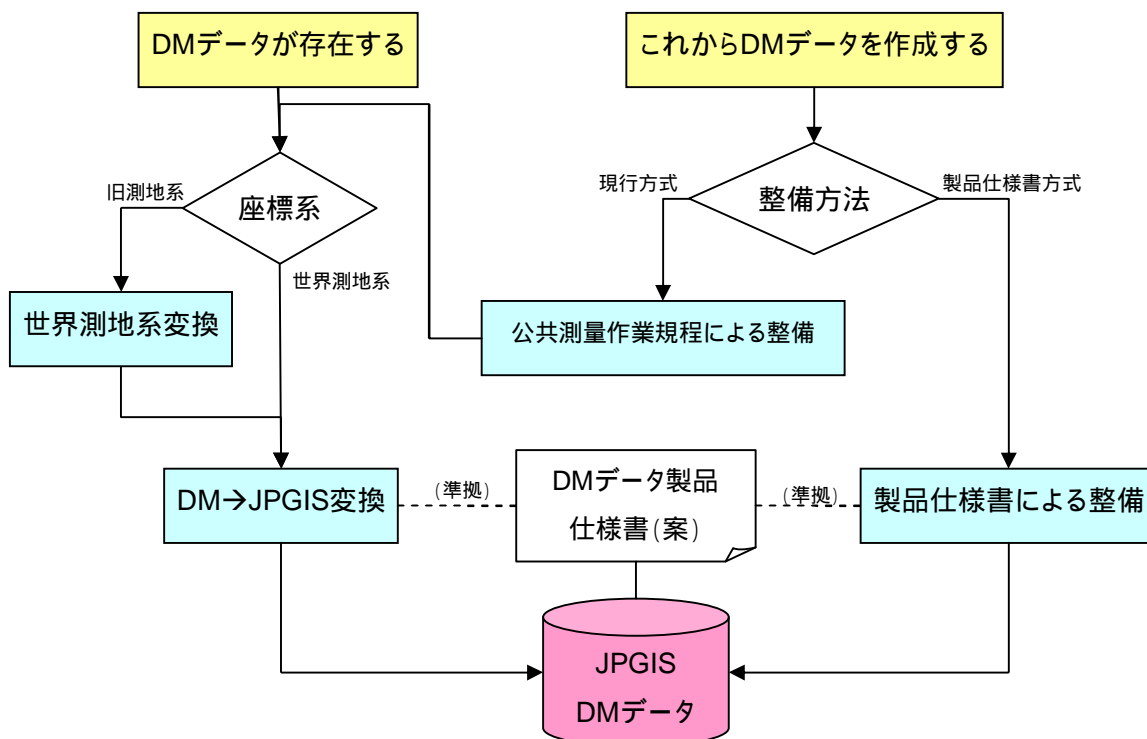 DMデータが存在する
これからDMデータを作成する
旧測地系
座標系
現行方式
整備方法
製品仕様書方式
世界測地系
世界測地系変換
公共測量作業規程による整備
DM→JPGIS変換
(準拠)
DMデータ製品
仕様書(案)
(準拠)
製品仕様書による整備
JPGIS
DMデータ